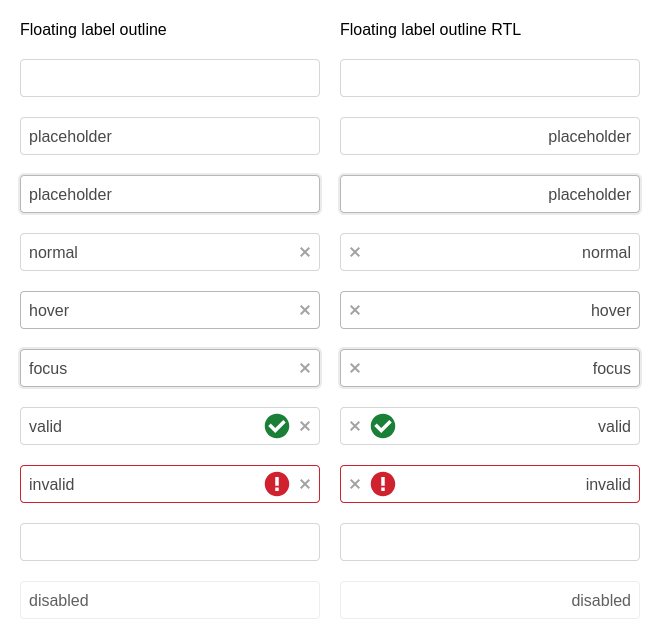 Floating label outline
Floating label outline RTL
placeholder
placeholder
placeholder
placeholder
normal
normal
hover
hover
focus
focus
valid
valid
invalid
invalid
disabled
disabled